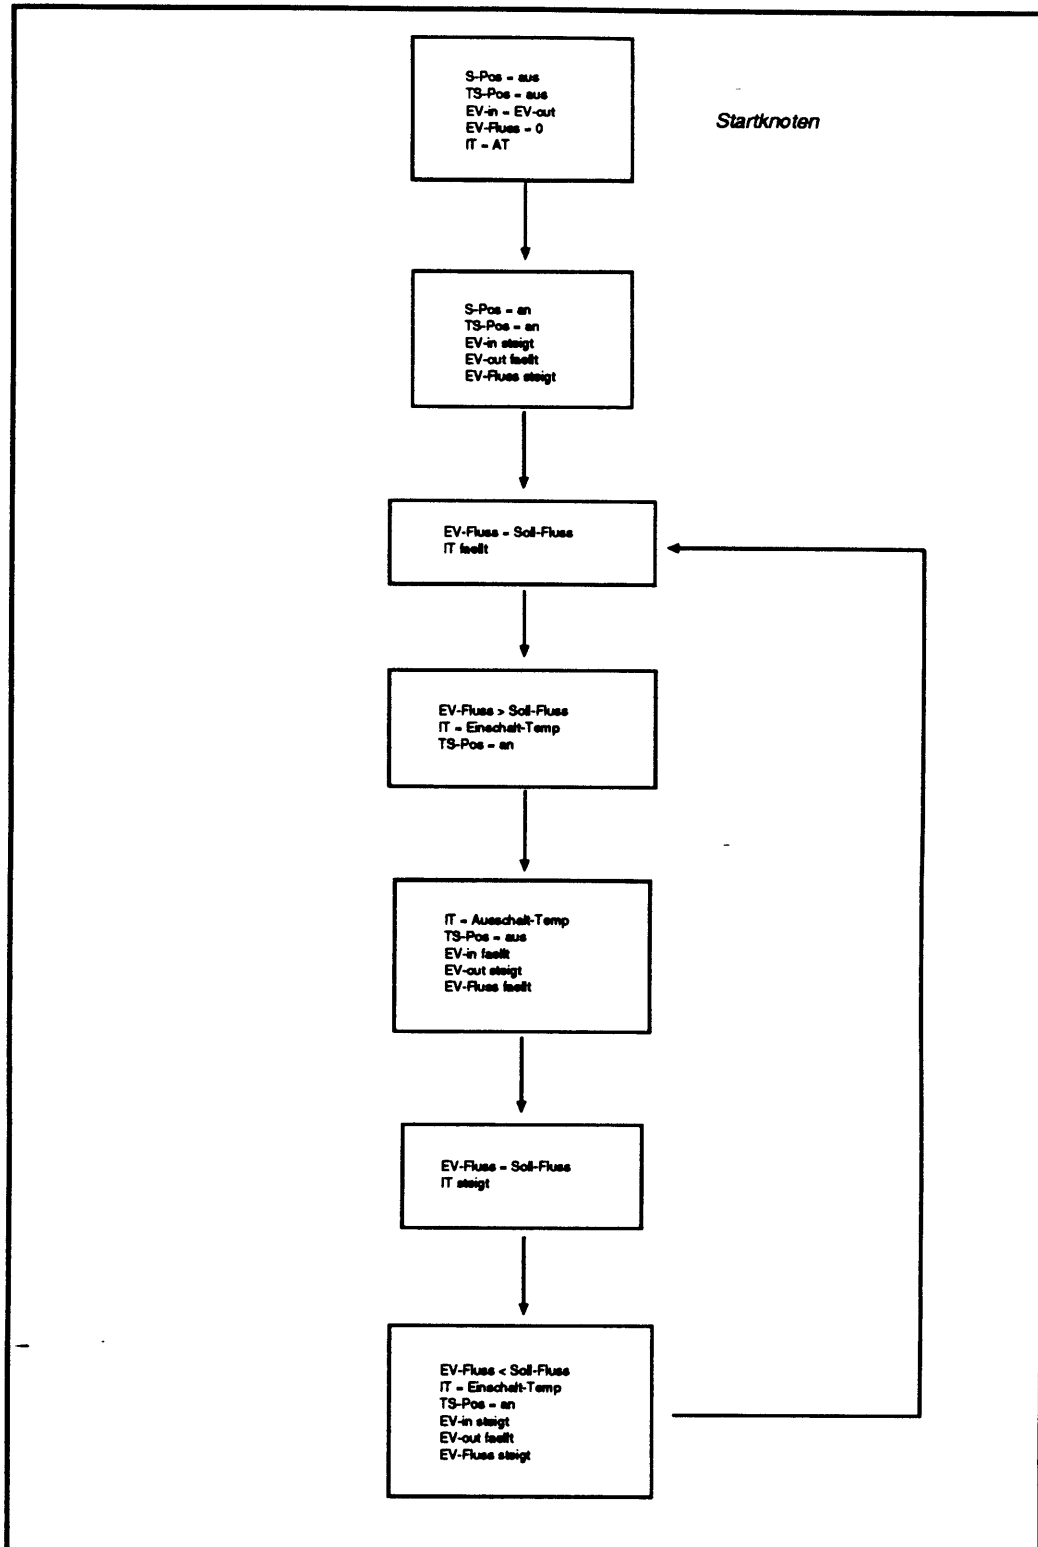 S-Pos = aus
TS-Pos = aus
EV-in = EV-out
EV-Fluss = 0
IT = AT
Startknoten
S-Pos = an
TS-Pos = an
EV-in steigt
EV-out faellt
EV-Fluss steigt
EV-Fluss = Soll-Fluss
IT faellt
EV-Fluss > Soll-Fluss
IT = Einschalt-Temp
TS-Pos = an
IT = Ausschalt-Temp
TS-Pos = aus
EV-in faellt
EV-out steigt
EV-Fluss faellt
EV-Fluss = Soll-Fluss
IT steigt
EV-Fluss < Soll-Fluss
IT = Einschalt-Temp
TS-Pos = an
EV-in steigt
EV-out faellt
EV-Fluss steigt